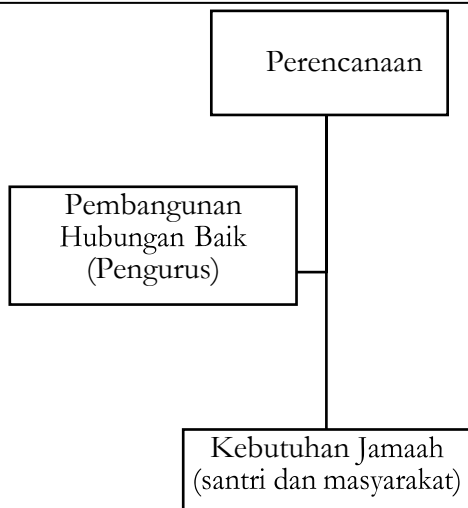 Perencanaan
Pembangunan
Hubungan Baik
(Pengurus)
Kebutuhan Jamaah
(santri dan masyarakat)